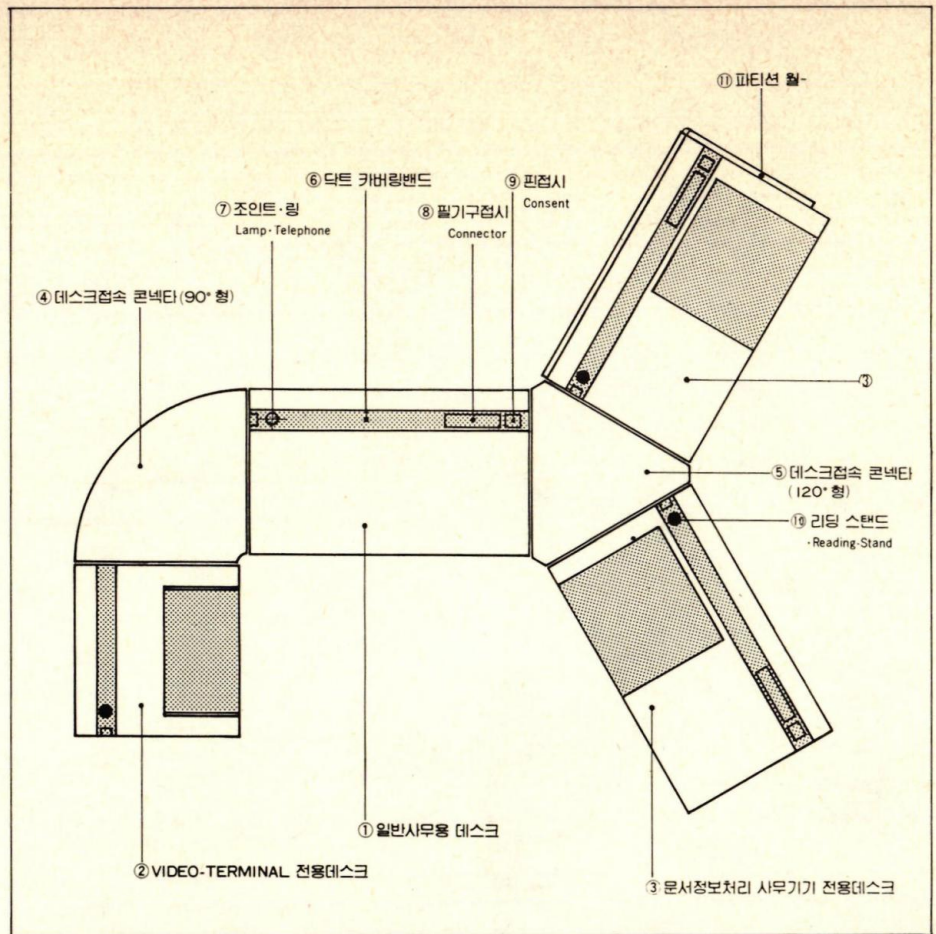 ⑪ 파티션 월-
⑥ 닥트 카버링밴드
⑨ 핀접시
Consent
⑦ 조인트·링
Lamp·Telephone
⑧ 필기구접시
Connector
④ 데스크접속 콘넥타 (90° 형)
③
⑤ 데스크접속 콘넥타
(120° 형)
⑩ 리딩 스탠드
·Reading-Stand
① 일반사무용 데스크
② VIDEO-TERMINAL 전용데스크
③ 문서정보처리 사무기기 전용데스크